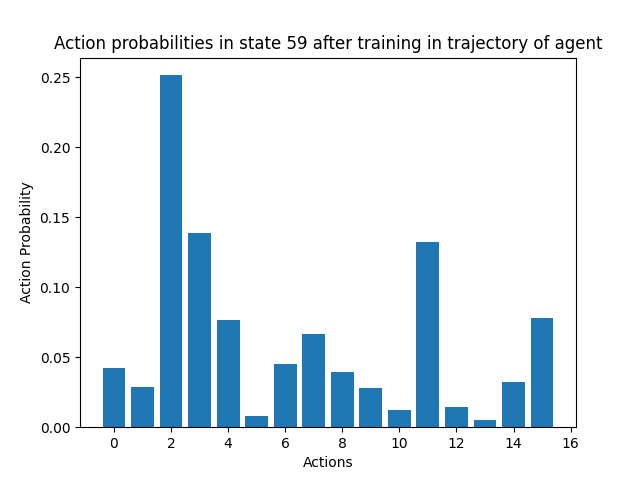 Action probabilities in state 59 after training in trajectory of agent
0.25
0.20
0.15
0.10
0.05
0.00
Action Probability
0 2 4 6 8 10 12 14 16
Actions